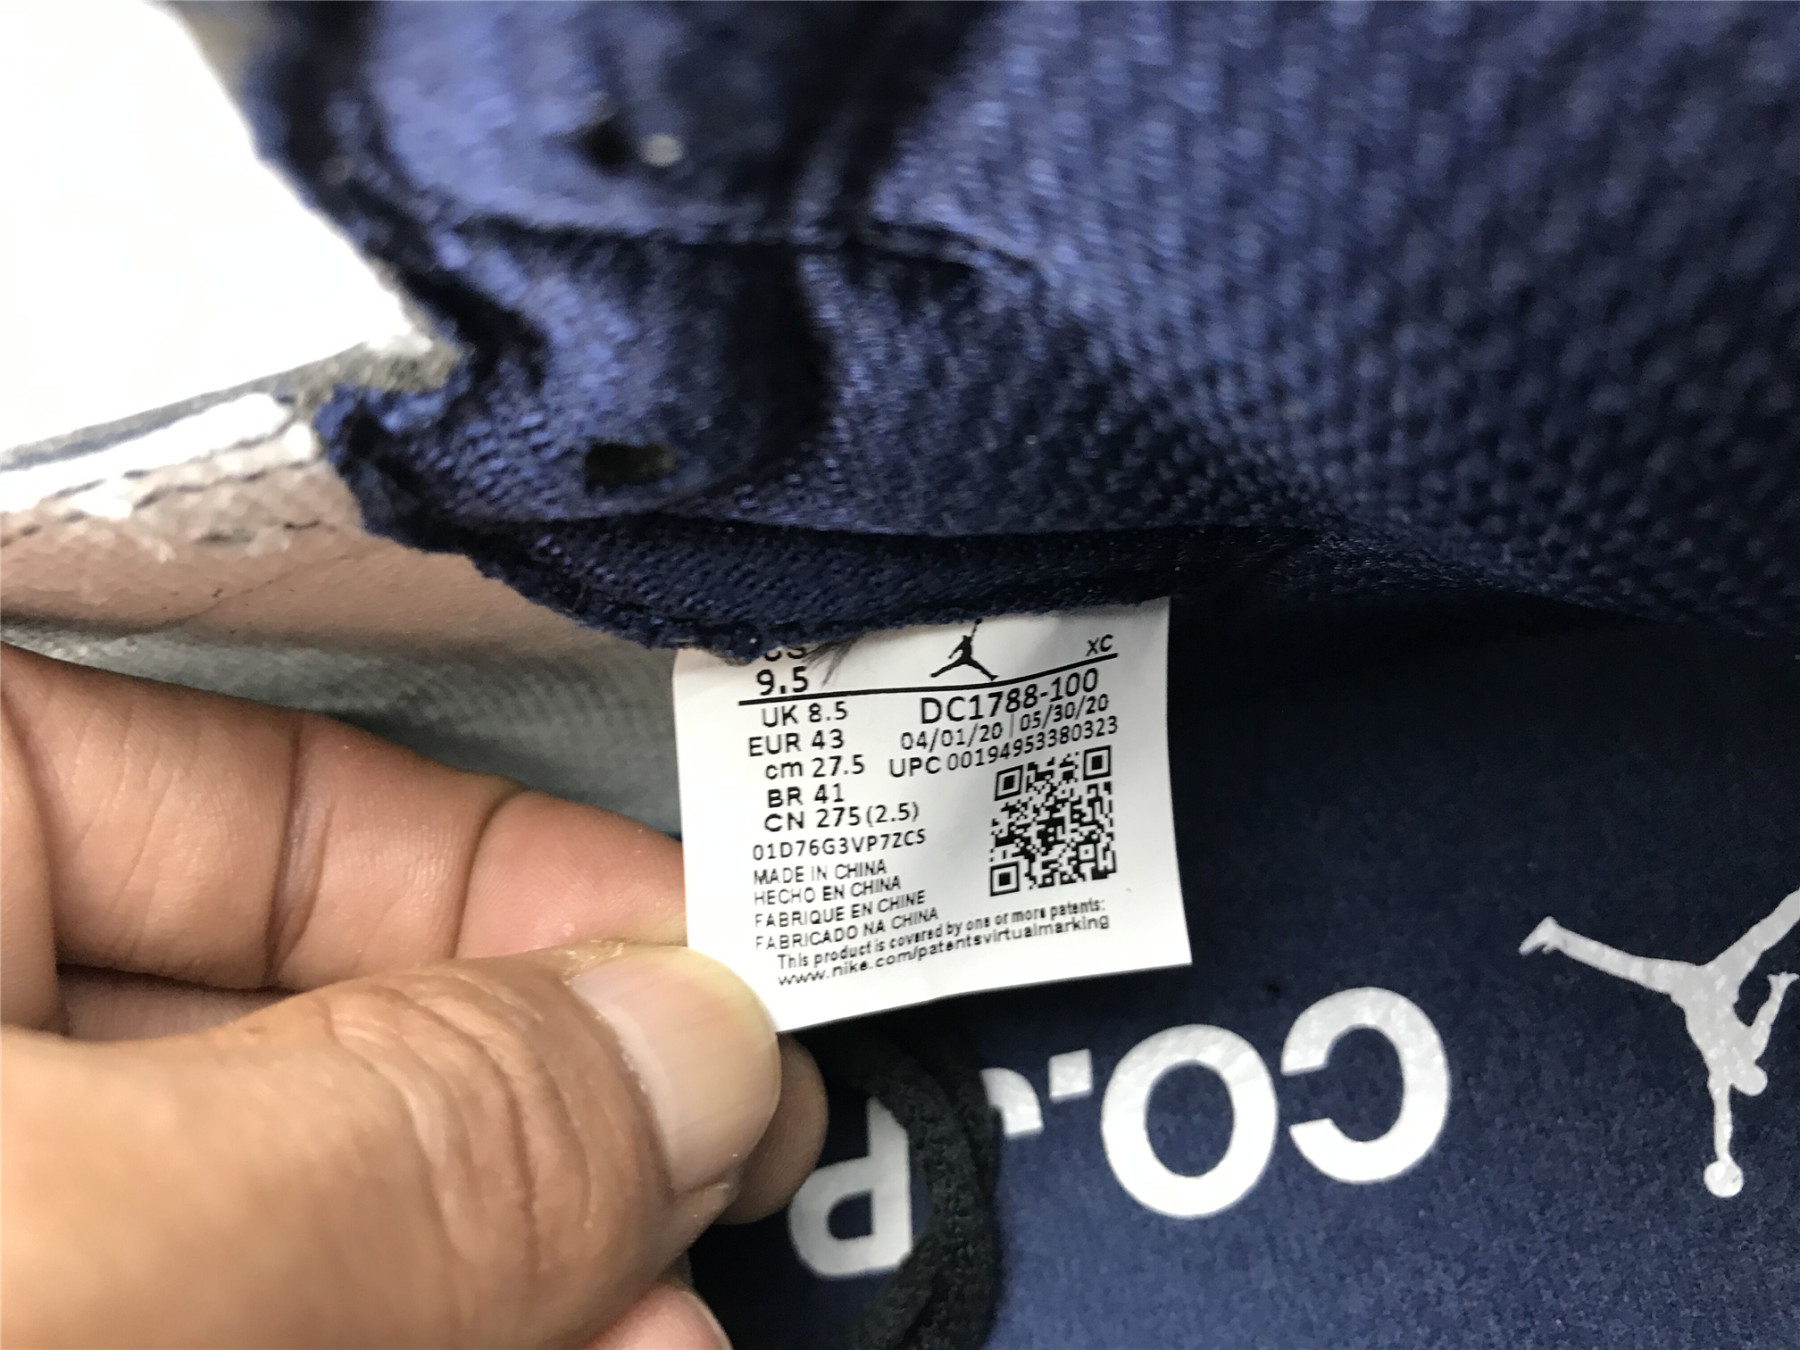 US
9.5
XC
UK 8.5
EUR 43
cm 27.5
BR 41
CN 275(2.5)
DC1788-100
04/01/20 | 05/30/20
UPC 00194953380323
01D76G3VP7ZCS
MADE IN CHINA
HECHO EN CHINA
FABRIQUE EN CHINE
FABRICADO NA CHINA
This product is covered by one or more patents:
www.nike.com/patentsvirtualmarking
CO.JP